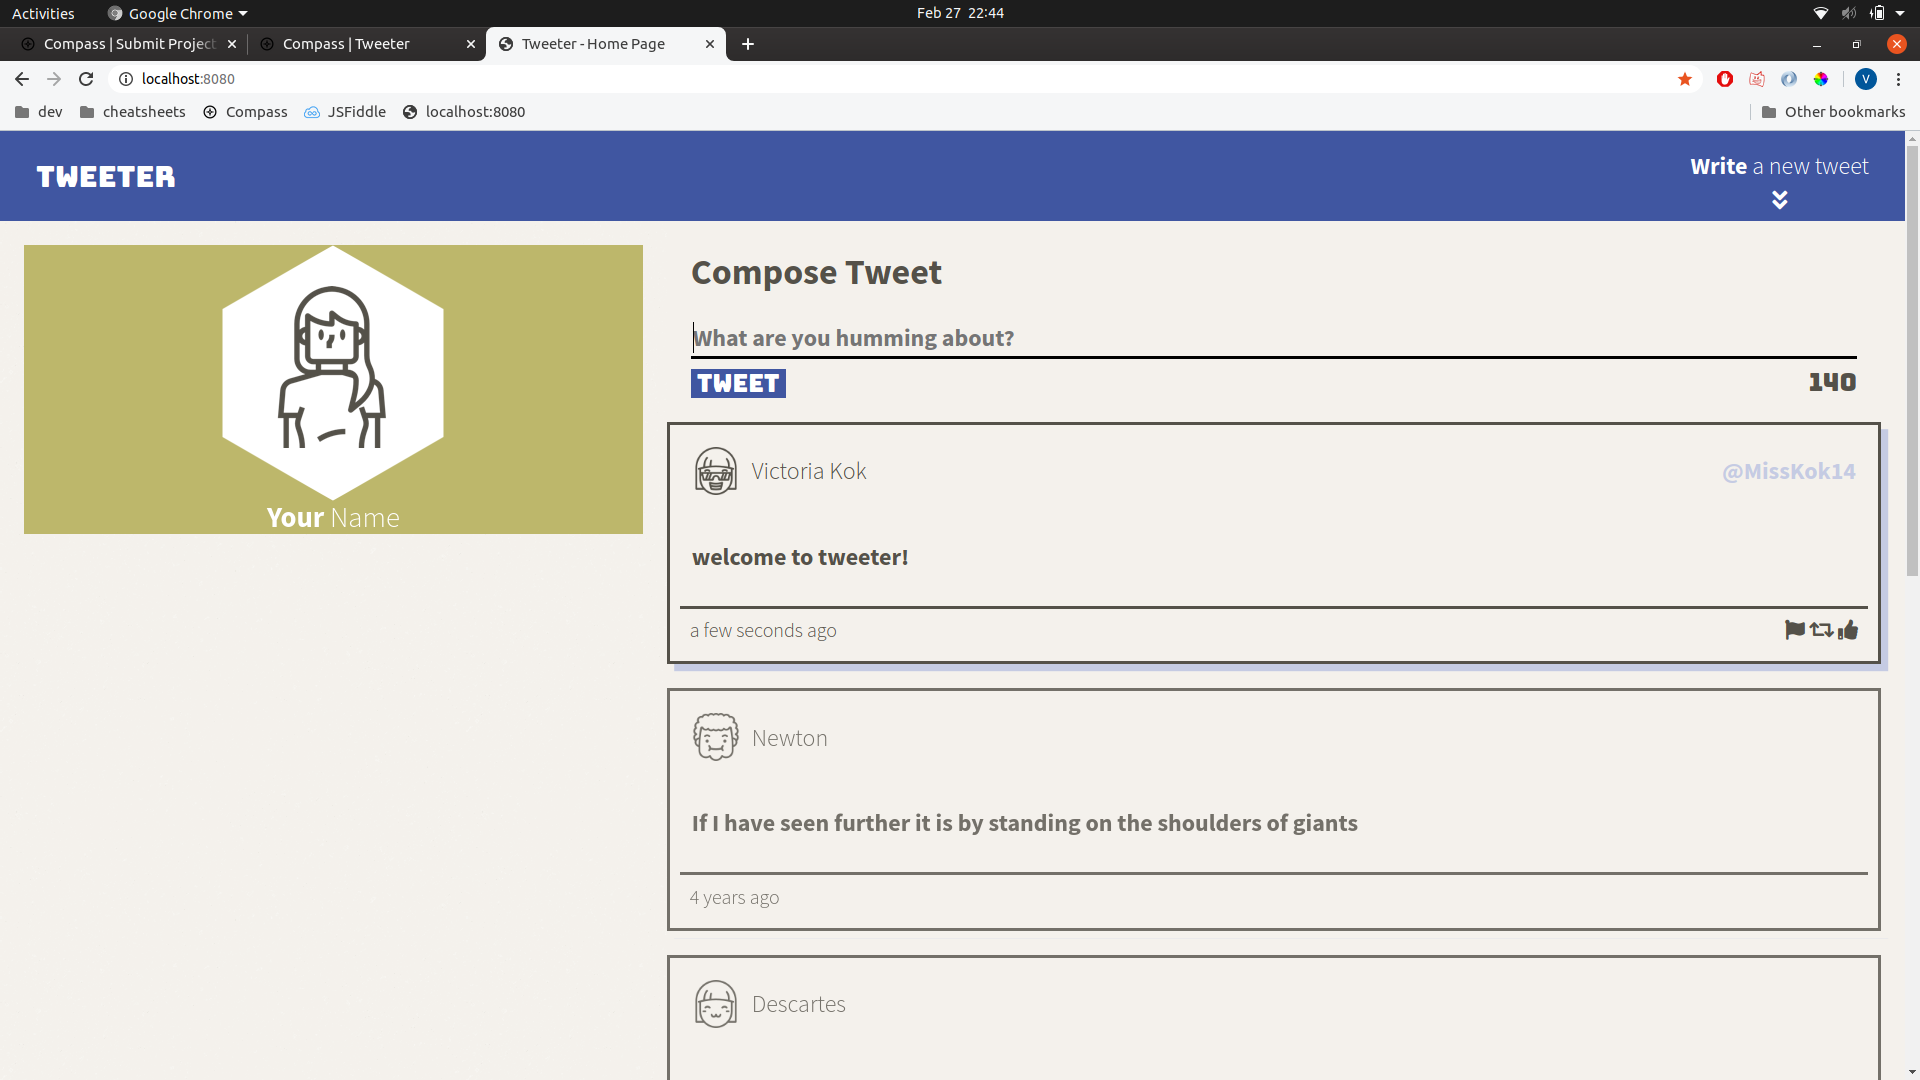 Activities Google Chrome Feb 27 22:44
Compass | Submit Project Compass | Tweeter Tweeter - Home Page
localhost:8080 V
dev cheatsheets Compass JSFiddle localhost:8080 Other bookmarks
TWEETER
Write a new tweet
Your Name
Compose Tweet
What are you humming about?
TWEET 140
Victoria Kok @MissKok14
welcome to tweeter!
a few seconds ago
Newton
If I have seen further it is by standing on the shoulders of giants
4 years ago
Descartes